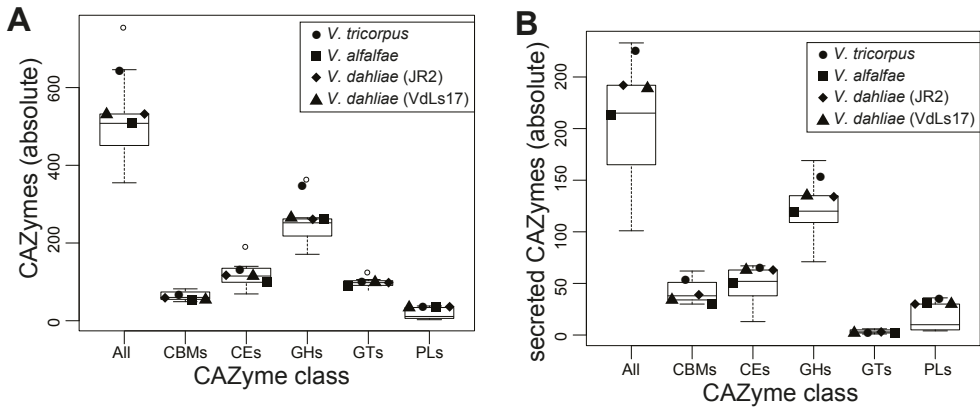 A
CAZymes (absolute)
600
400
200
0
V. tricorpus
V. alfalfae
V. dahliae (JR2)
V. dahliae (VdLs17)
All CBMs CEs GHs GTs PLs
CAZyme class
B
secreted CAZymes (absolute)
200
150
100
50
0
V. tricorpus
V. alfalfae
V. dahliae (JR2)
V. dahliae (VdLs17)
All CBMs CEs GHs GTs PLs
CAZyme class